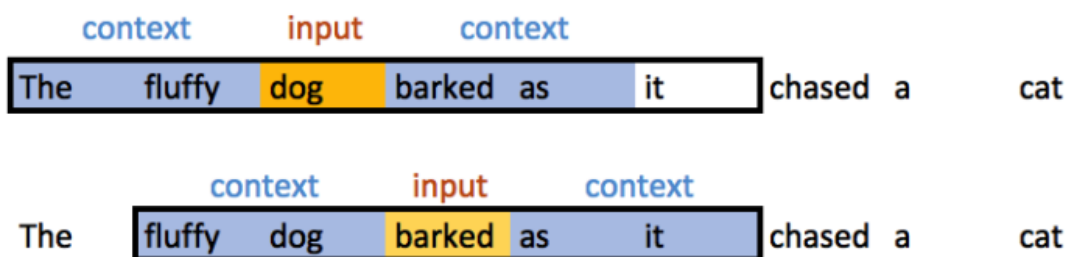 context input context
The fluffy dog barked as it chased a cat
context input context
The fluffy dog barked as it chased a cat